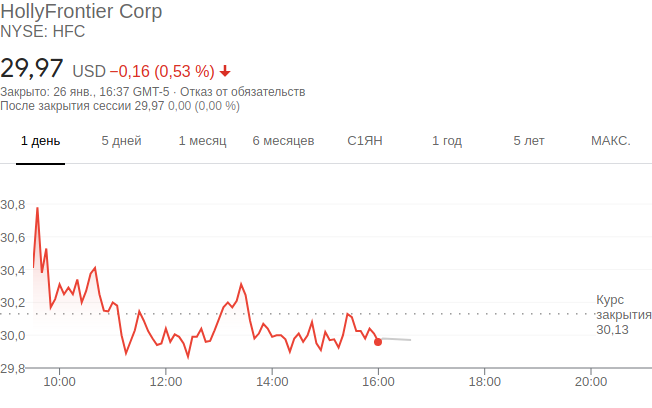 HollyFrontier Corp
NYSE: HFC
29,97 USD −0,16 (0,53 %)
Закрыто: 26 янв., 16:37 GMT-5 · Отказ от обязательств
После закрытия сессии 29,97 0,00 (0,00 %)
1 день 5 дней 1 месяц 6 месяцев С1ЯН 1 год 5 лет МАКС.
30,8
30,6
30,4
30,2
Курс
закрытия
30,13
30,0
29,8
10:00 12:00 14:00 16:00 18:00 20:00